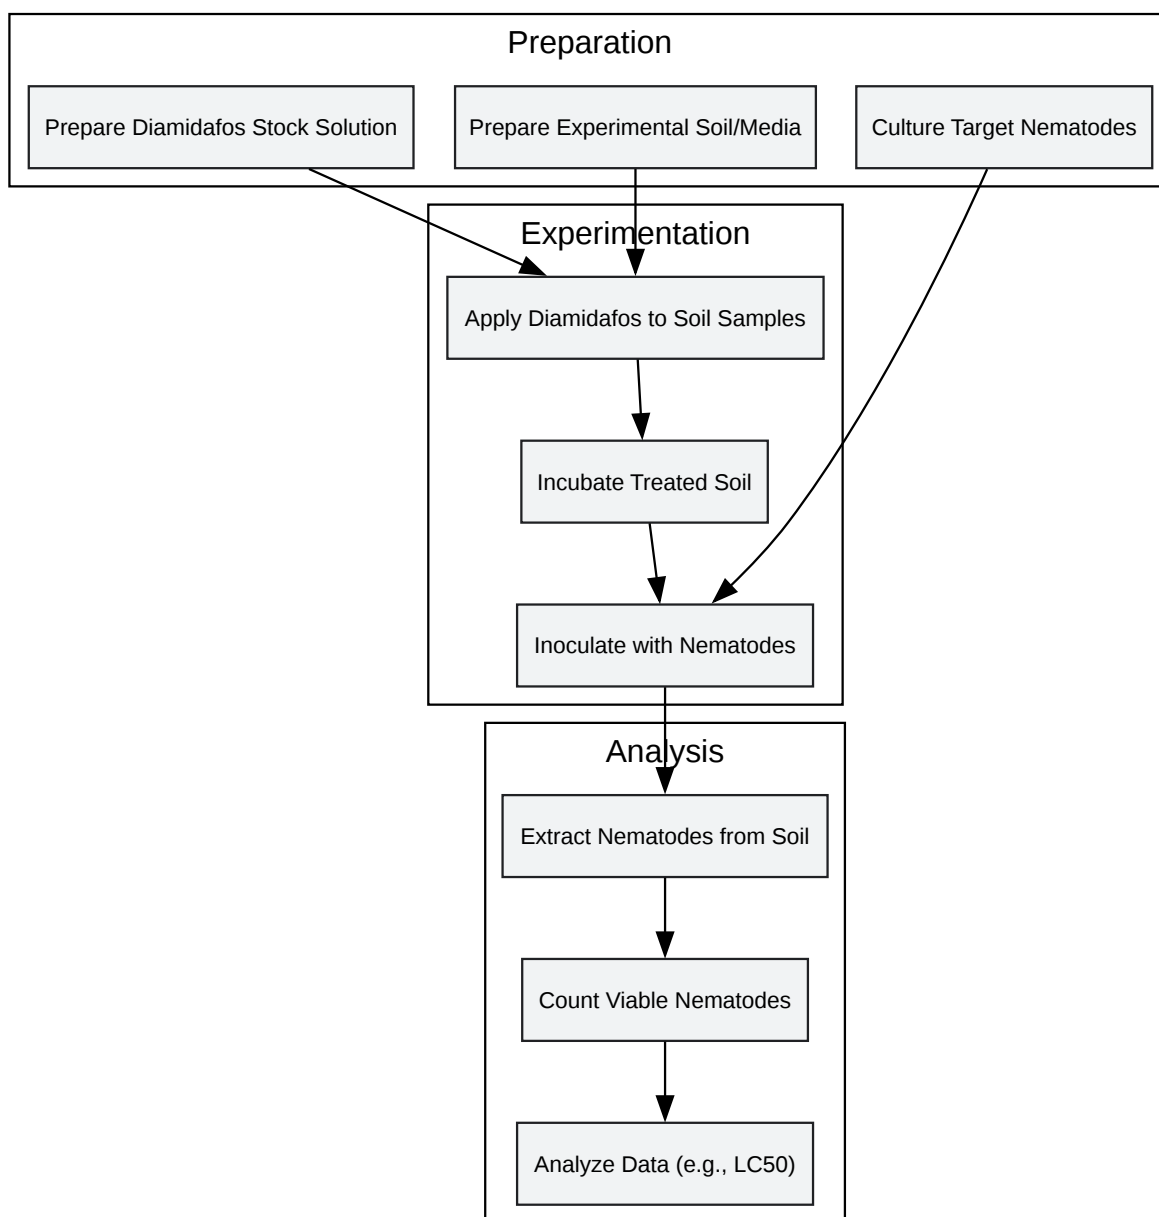 Preparation
Prepare Diamidafos Stock Solution
Prepare Experimental Soil/Media
Culture Target Nematodes
Experimentation
Apply Diamidafos to Soil Samples
Incubate Treated Soil
Inoculate with Nematodes
Analysis
Extract Nematodes from Soil
Count Viable Nematodes
Analyze Data (e.g., LC50)